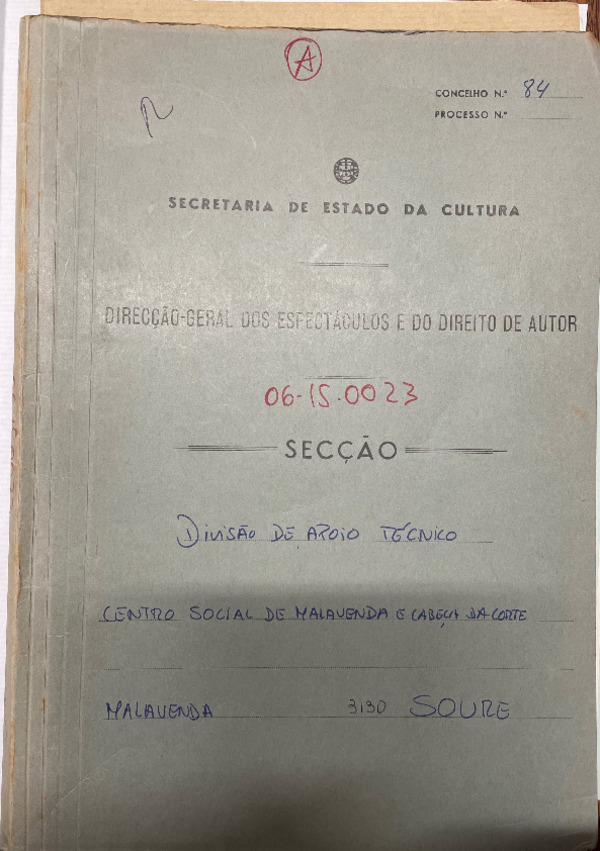 A
CONCELHO N.º 84
PROCESSO N.º
SECRETARIA DE ESTADO DA CULTURA
DIRECÇÃO-GERAL DOS ESPECTÁCULOS E DO DIREITO DE AUTOR
06-15.0023
SECÇÃO
DIVISÃO DE APOIO TÉCNICO
CENTRO SOCIAL DE MALAVENDA E CABEÇA DA CORTE
MALAVENDA 3130 SOURE